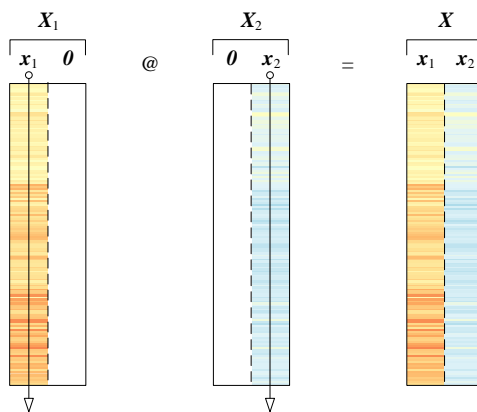 X₁ X₂ X
x₁ 0 @ 0 x₂ = x₁ x₂